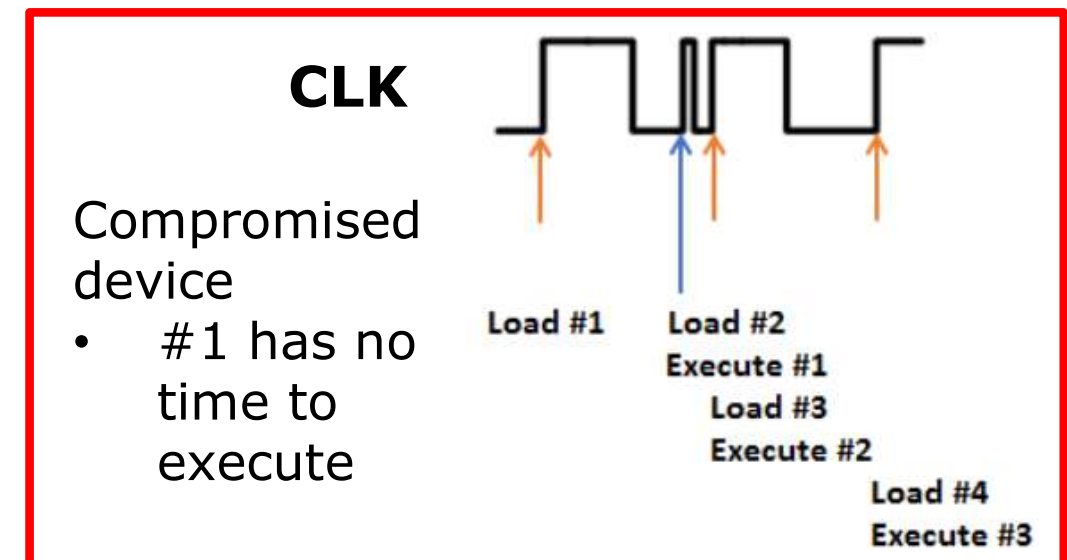 CLK
Compromised
device
• #1 has no
time to
execute
Load #1
Load #2
Execute #1
Load #3
Execute #2
Load #4
Execute #3